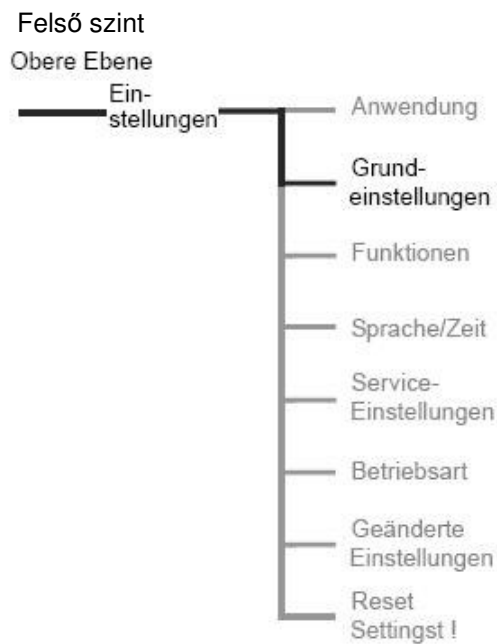 Felső szint
Obere Ebene
Ein-
stellungen
Anwendung
Grund-
einstellungen
Funktionen
Sprache/Zeit
Service-
Einstellungen
Betriebsart
Geänderte
Einstellungen
Reset
Settingst !